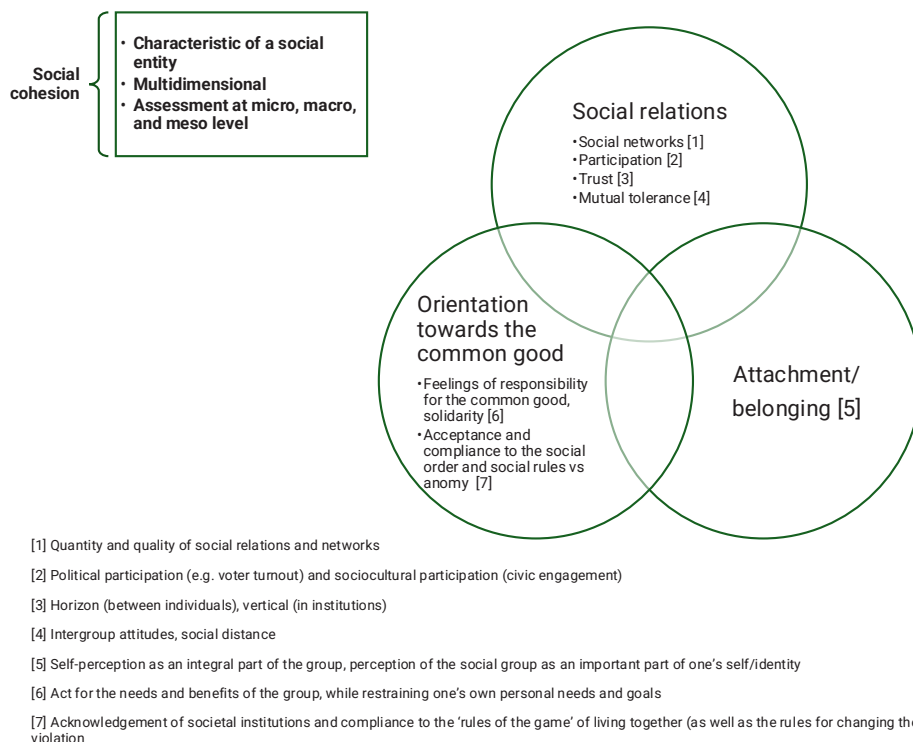 Social
cohesion
• Characteristic of a social
entity
• Multidimensional
• Assessment at micro, macro,
and meso level
Social relations
•Social networks [1]
•Participation [2]
•Trust [3]
•Mutual tolerance [4]
Orientation
towards the
common good
•Feelings of responsibility
for the common good,
solidarity [6]
•Acceptance and
compliance to the social
order and social rules vs
anomy [7]
Attachment/
belonging [5]
[1] Quantity and quality of social relations and networks
[2] Political participation (e.g. voter turnout) and sociocultural participation (civic engagement)
[3] Horizon (between individuals), vertical (in institutions)
[4] Intergroup attitudes, social distance
[5] Self-perception as an integral part of the group, perception of the social group as an important part of one's self/identity
[6] Act for the needs and benefits of the group, while restraining one's own personal needs and goals
[7] Acknowledgement of societal institutions and compliance to the ‘rules of the game’ of living together (as well as the rules for changing
violation